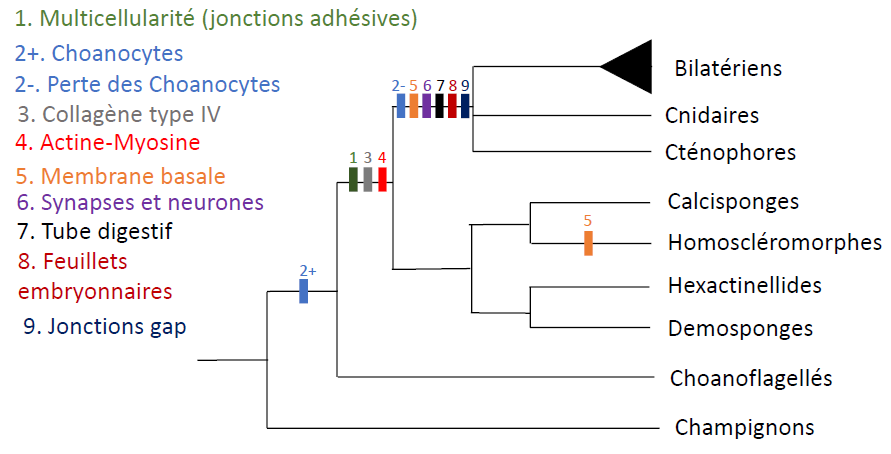 1. Multicellularité (jonctions adhésives)
2+. Choanocytes
2-. Perte des Choanocytes
3. Collagène type IV
4. Actine-Myosine
5. Membrane basale
6. Synapses et neurones
7. Tube digestif
8. Feuillets
embryonnaires
9. Jonctions gap
2- 5 6 7 8 9
1 3 4
5
2+
Bilatériens
Cnidaires
Cténophores
Calcisponges
Homoscléromorphes
Hexactinellides
Demosponges
Choanoflagellés
Champignons